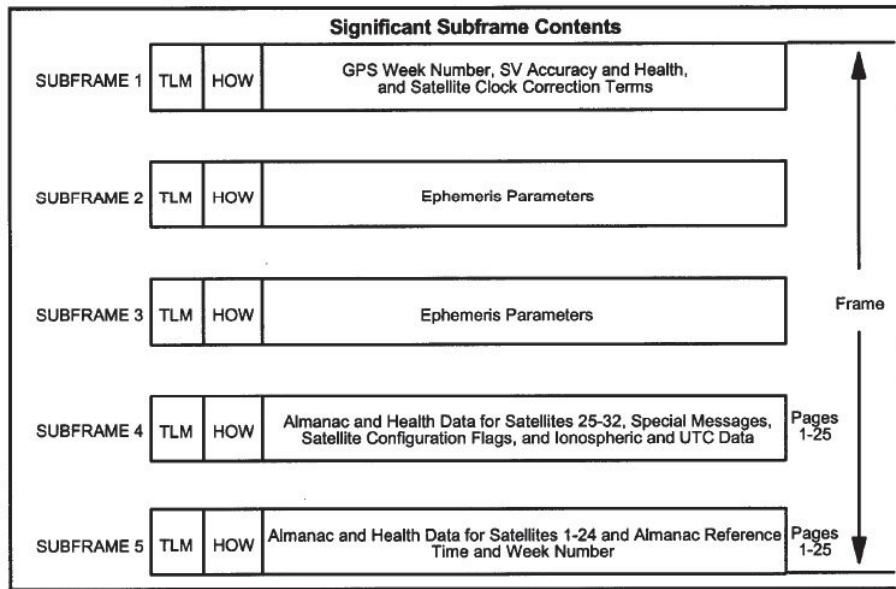 Significant Subframe Contents
SUBFRAME 1 TLM HOW GPS Week Number, SV Accuracy and Health,
and Satellite Clock Correction Terms
SUBFRAME 2 TLM HOW Ephemeris Parameters
SUBFRAME 3 TLM HOW Ephemeris Parameters
Frame
SUBFRAME 4 TLM HOW Almanac and Health Data for Satellites 25-32, Special Messages,
Satellite Configuration Flags, and Ionospheric and UTC Data
Pages
1-25
SUBFRAME 5 TLM HOW Almanac and Health Data for Satellites 1-24 and Almanac Reference
Time and Week Number
Pages
1-25